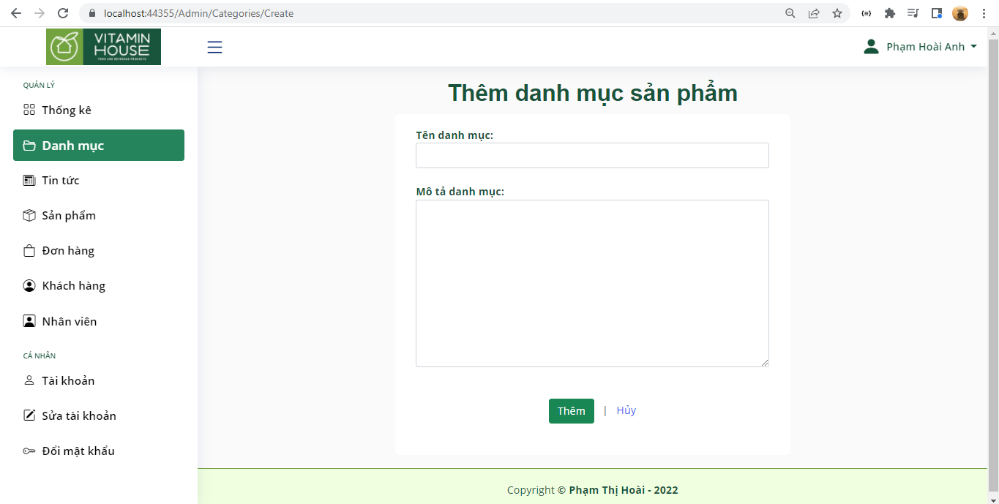 localhost:44355/Admin/Categories/Create
VITAMIN
HOUSE
FOOD AND BEVERAGE PRODUCTS
Phạm Hoài Anh
QUẢN LÝ
Thống kê
Danh mục
Tin tức
Sản phẩm
Đơn hàng
Khách hàng
Nhân viên
CÁ NHÂN
Tài khoản
Sửa tài khoản
Đổi mật khẩu
Thêm danh mục sản phẩm
Tên danh mục:
Mô tả danh mục:
Thêm | Hủy
Copyright © Phạm Thị Hoài - 2022